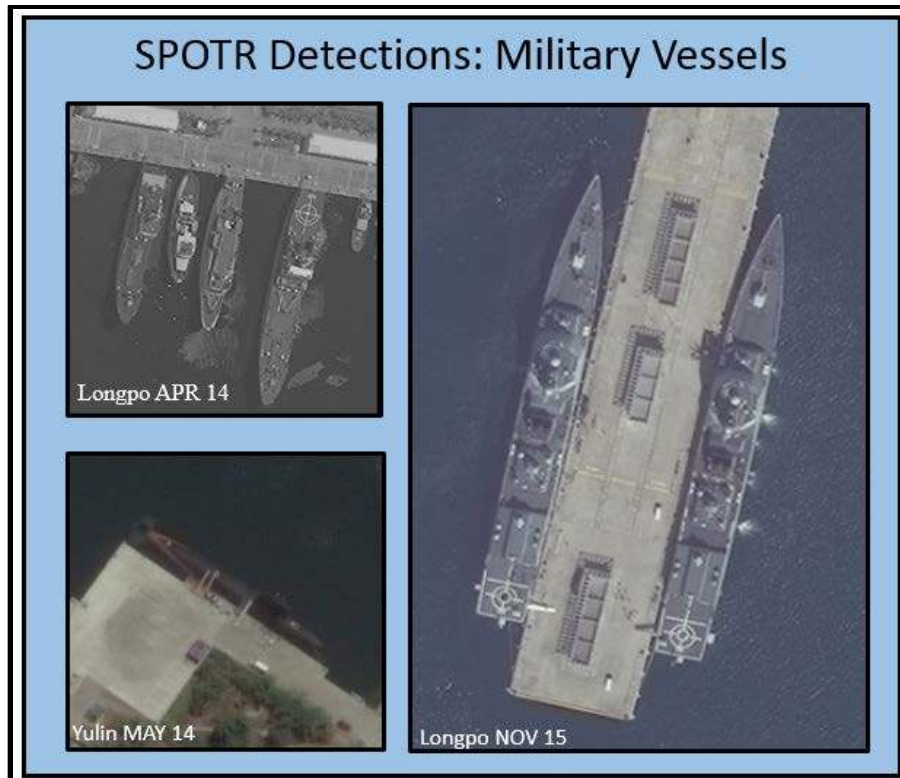 SPOTR Detections: Military Vessels
Longpo APR 14
Yulin MAY 14
Longpo NOV 15